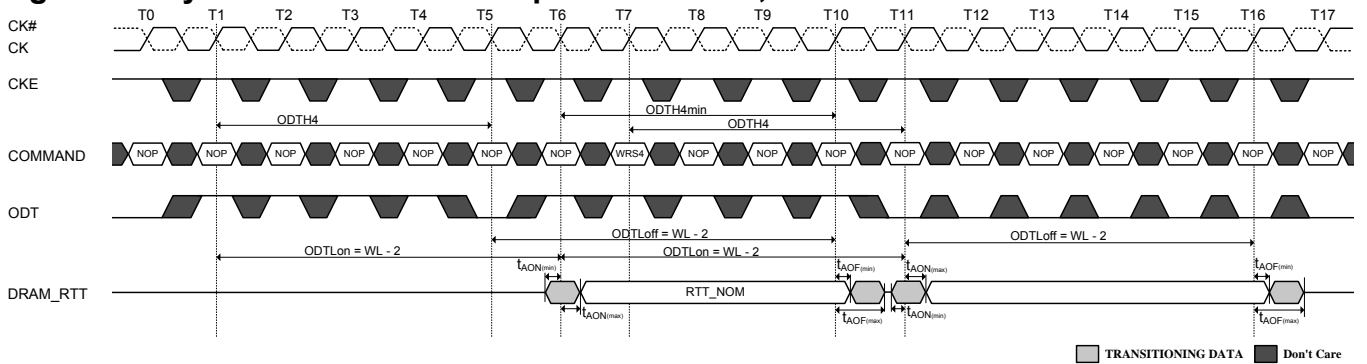 T0 T1 T2 T3 T4 T5 T6 T7 T8 T9 T10 T11 T12 T13 T14 T15 T16 T17
CK#
CK
CKE
ODTH4 ODTH4min
ODTH4
COMMAND NOP NOP NOP NOP NOP NOP NOP WRS4 NOP NOP NOP NOP NOP NOP NOP NOP NOP NOP
ODT
ODTLoff = WL - 2 ODTLoff = WL - 2
ODTLon = WL - 2 ODTLon = WL - 2
tAON(min) tAOF(min) tAON(max) tAOF(min)
DRAM_RTT RTT_NOM
tAON(max) tAOF(max) tAON(min) tAOF(max)
TRANSITIONING DATA Don't Care